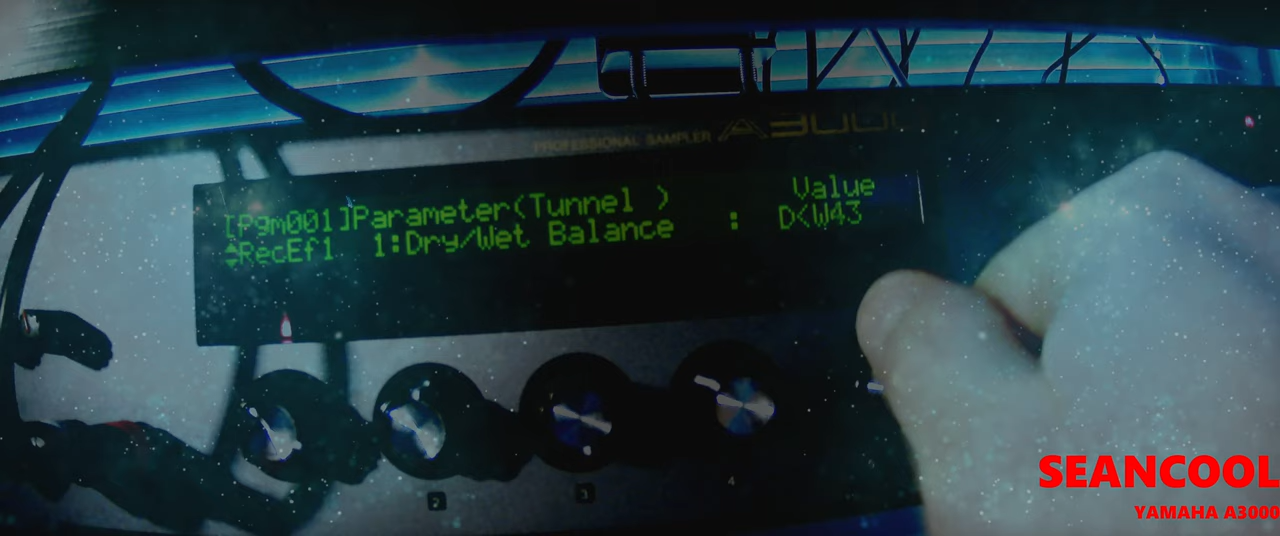 PROFESSIONAL SAMPLER A3000
[Pgm001]Parameter(Tunnel ) Value
RecEf1 1:Dry/Wet Balance : D<W43
2 3 4
SEANCOOL
YAMAHA A3000